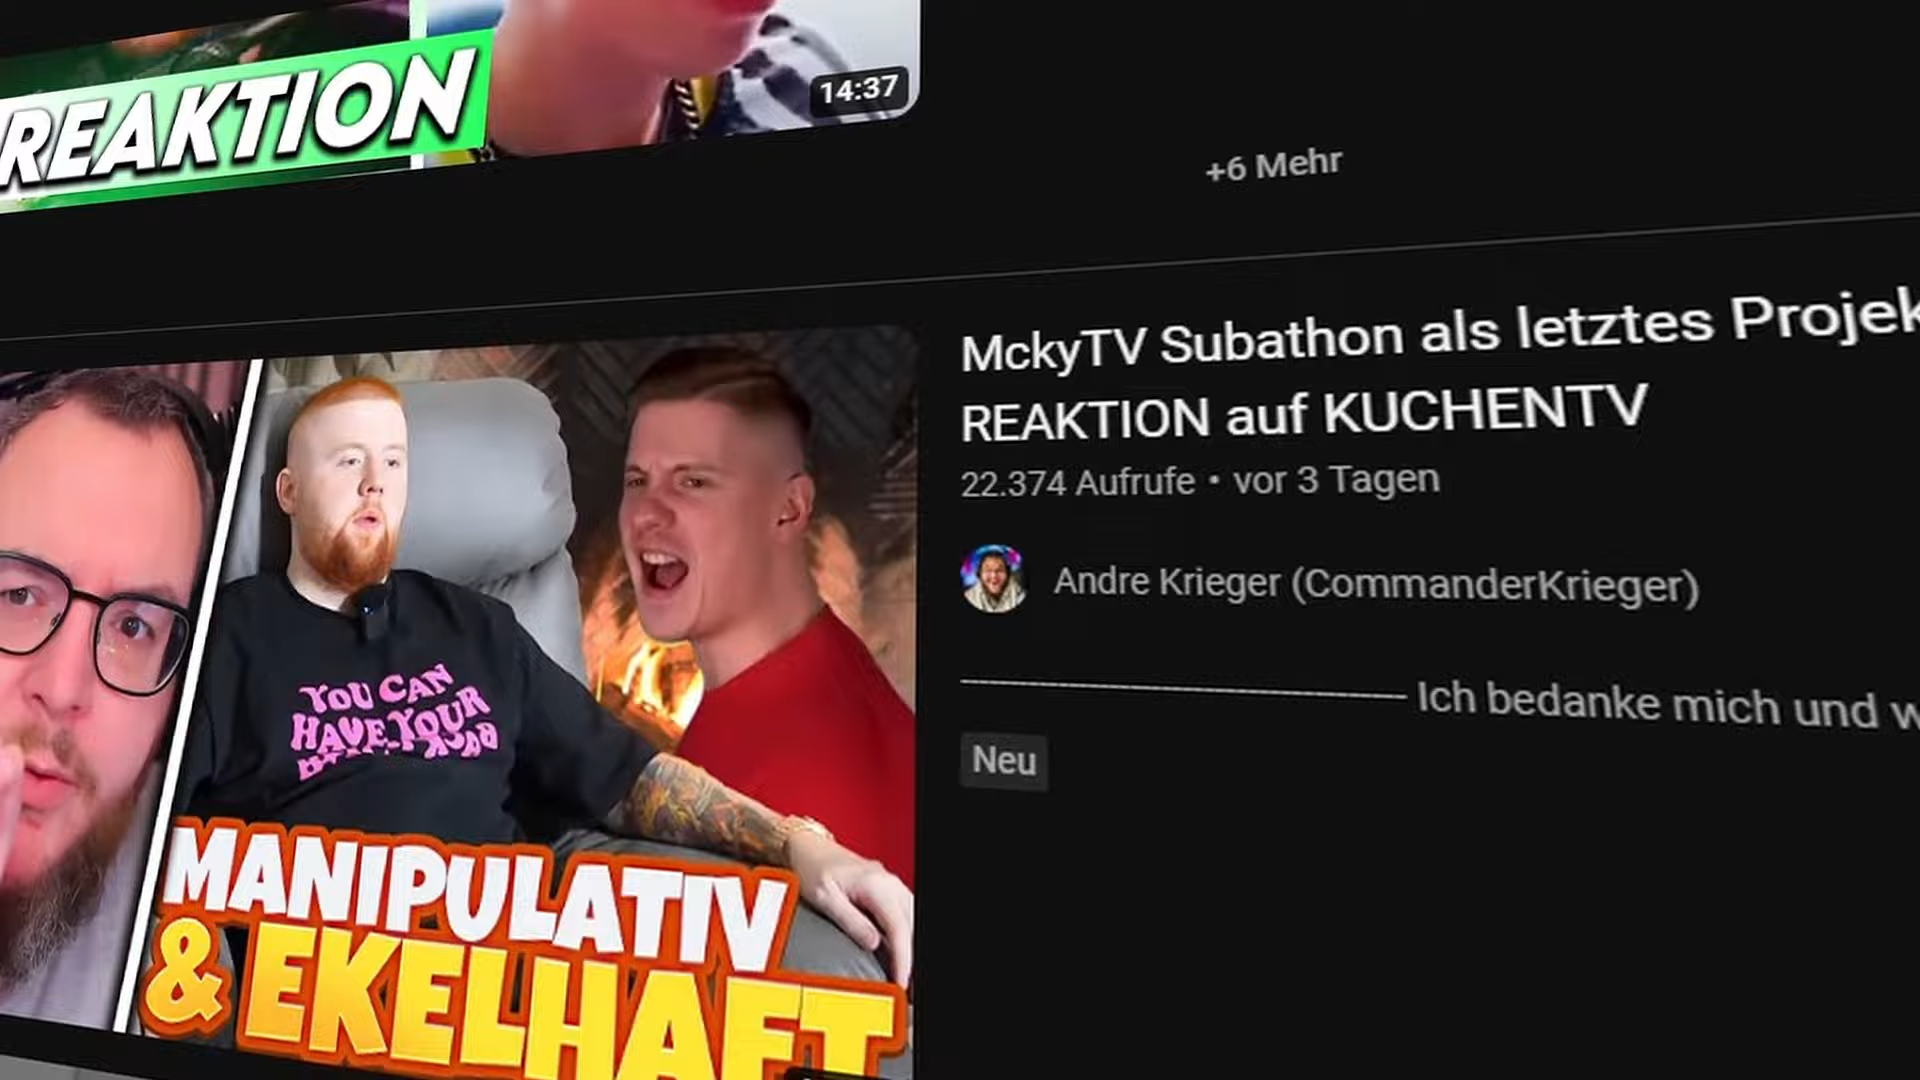 REAKTION
14:37
+6 Mehr
MckyTV Subathon als letztes Projek
REAKTION auf KUCHENTV
22.374 Aufrufe • vor 3 Tagen
Andre Krieger (CommanderKrieger)
Ich bedanke mich und w
Neu
YOU CAN
HAVE YOUR
MANIPULATIV
& EKELHAFT